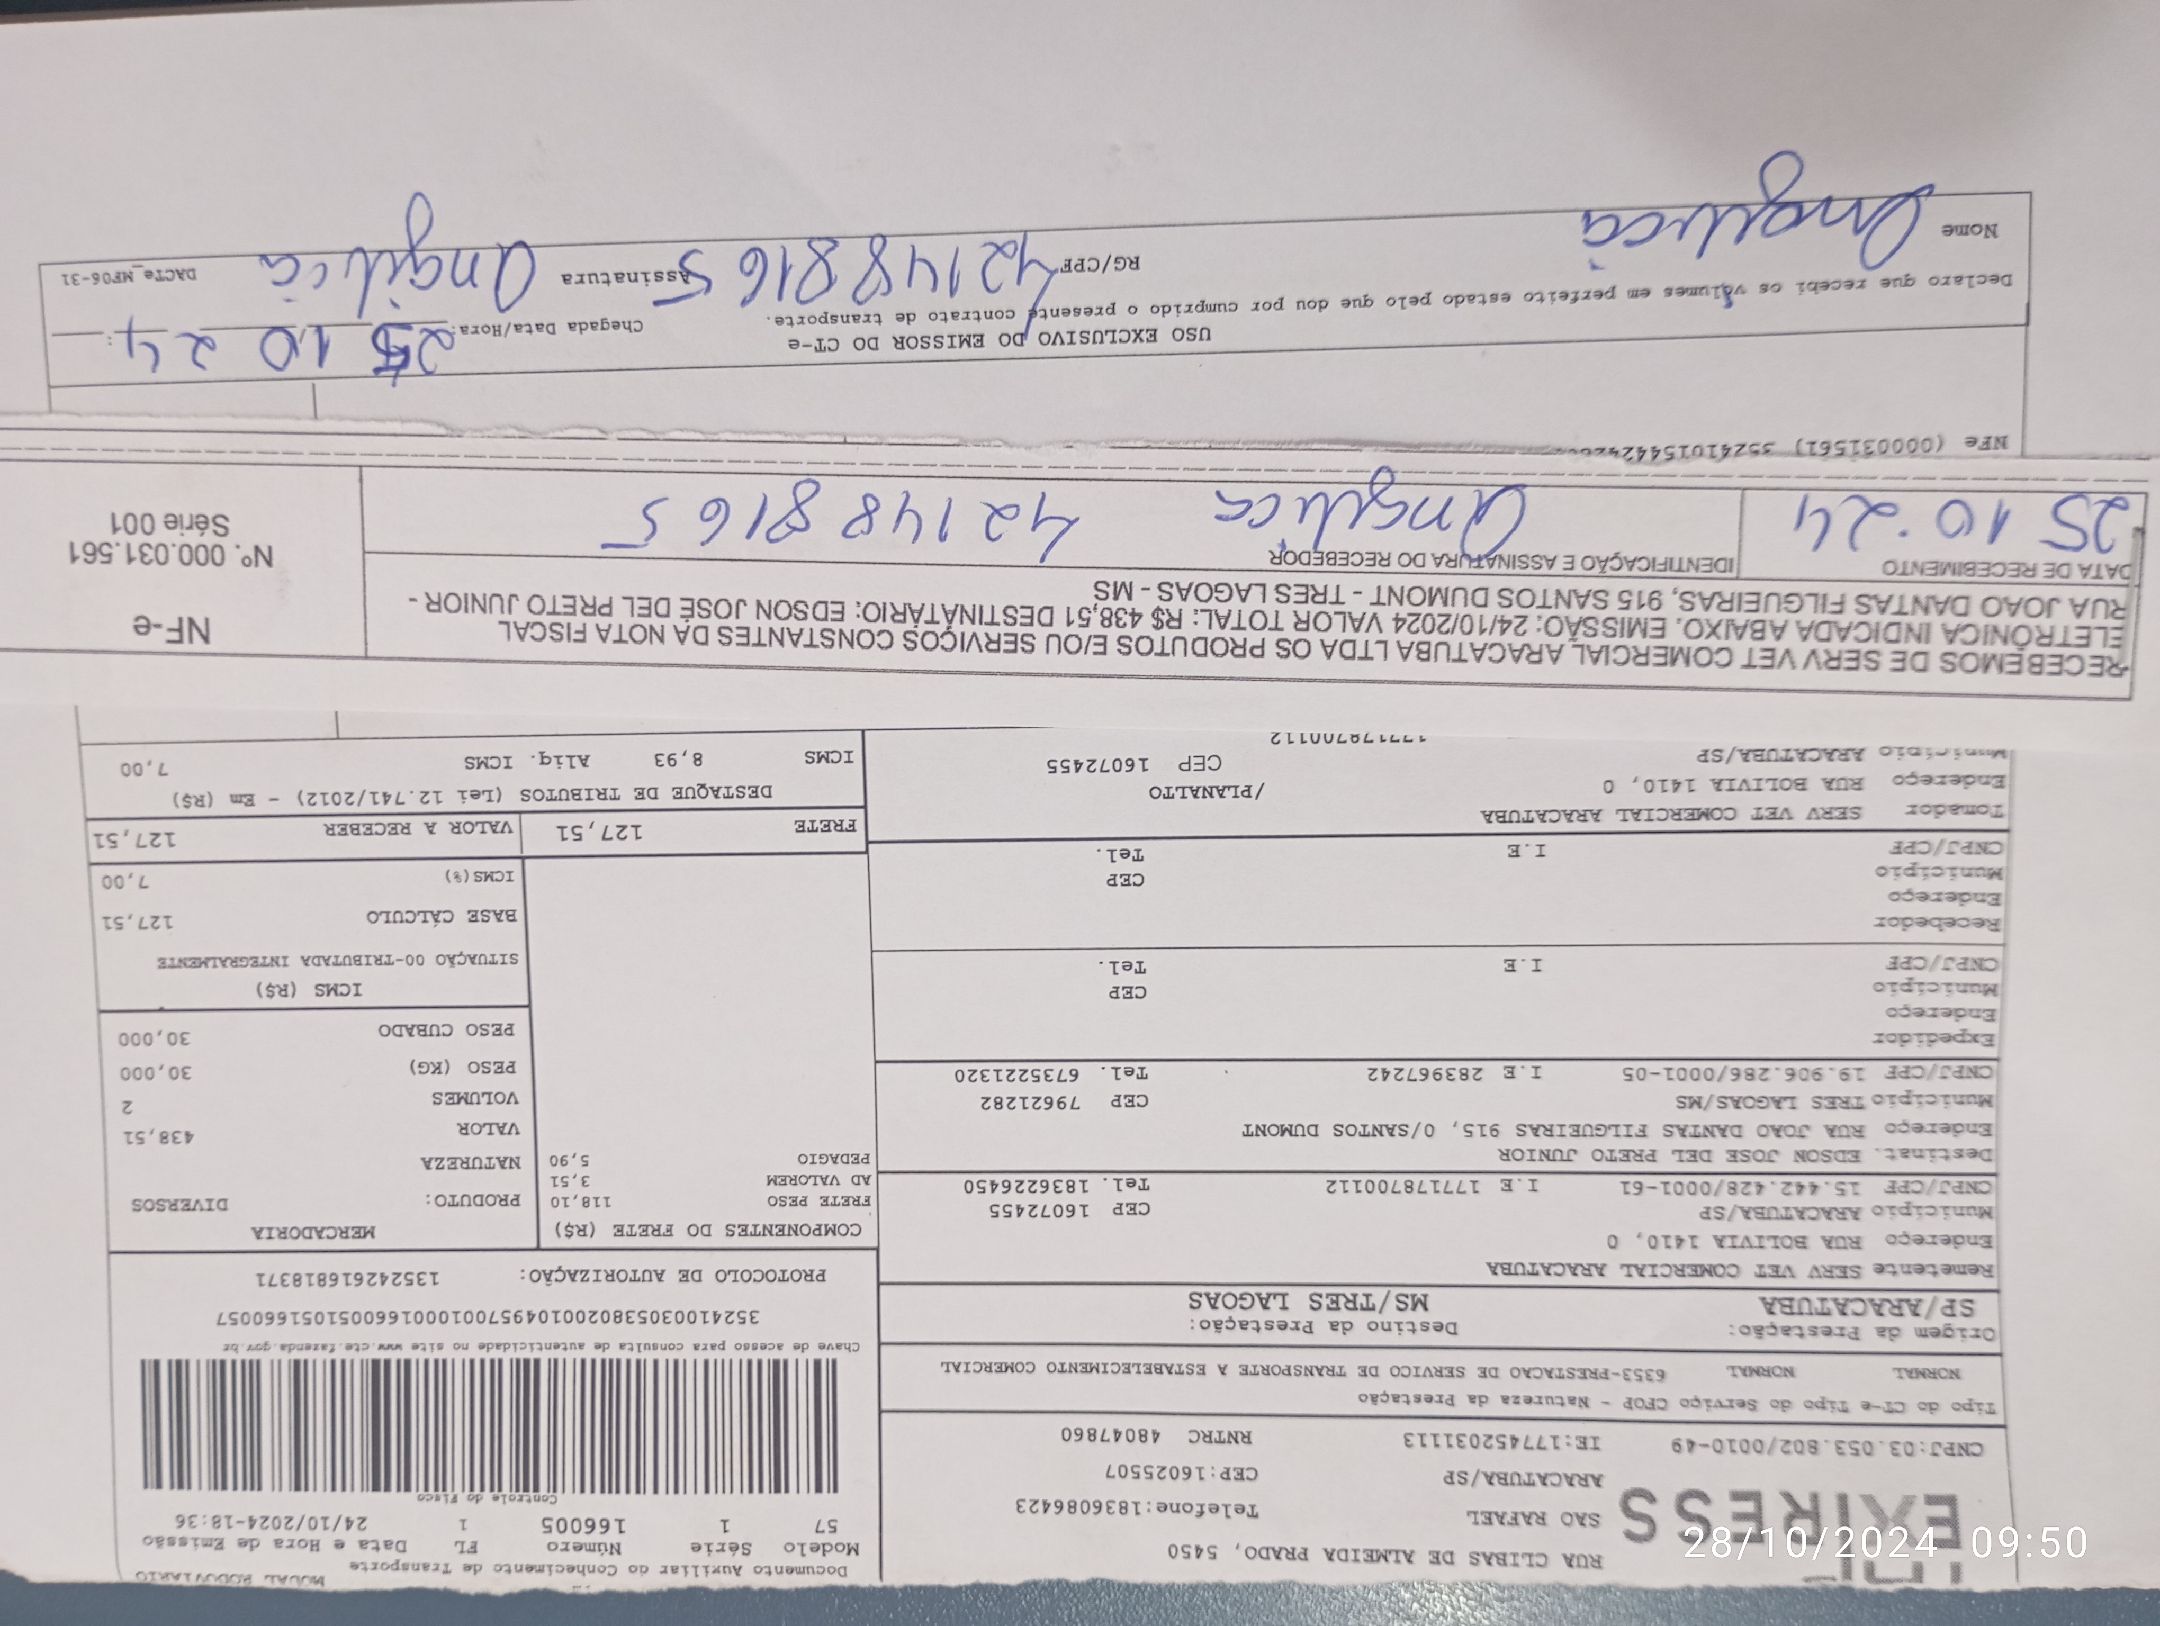 Documento Auxiliar do Conhecimento de Transporte
Modelo Série Número FL Data e Hora de Emissão
57 1 166005 1 24/10/2024-18:36
Controle do Fisco
Chave de acesso para consulta de autenticidade no site www.cte.fazenda.gov.br
PROTOCOLO DE AUTORIZAÇÃO: 135242616818371
RUA CLIBAS DE ALMEIDA PRADO, 5450
EXPRESS
SAO RAFAEL Telefone:1836086423
ARACATUBA/SP CEP:16025507
CNPJ:03.053.802/0010-49 IE:177452031113 RNTRC 48047860
Tipo do CT-e Tipo do Serviço CFOP - Natureza da Prestação
NORMAL NORMAL 6353-PRESTACAO DE SERVICO DE TRANSPORTE A ESTABELECIMENTO COMERCIAL
Origem da Prestação: Destino da Prestação:
SP/ARACATUBA MS/TRES LAGOAS
Remetente SERV VET COMERCIAL ARACATUBA
Endereço RUA BOLIVIA 1410, 0
Município ARACATUBA/SP CEP 16072455
CNPJ/CPF 15.442.428/0001-61 I.E 177178700112 Tel. 1836226450
Destinat. EDSON JOSE DEL PRETO JUNIOR
Endereço RUA JOAO DANTAS FILGUEIRAS 915, 0/SANTOS DUMONT
Município TRES LAGOAS/MS CEP 79621282
CNPJ/CPF 19.906.286/0001-05 I.E 283967242 Tel. 6735221320
Expedidor
Endereço
Município CEP
CNPJ/CPF I.E Tel.
Recebedor
Endereço
Município CEP
CNPJ/CPF I.E Tel.
Tomador SERV VET COMERCIAL ARACATUBA
Endereço RUA BOLIVIA 1410, 0 /PLANALTO
Município ARACATUBA/SP CEP 16072455
177178700112
COMPONENTES DO FRETE (R$)
FRETE PESO 118,10
AD VALOREM 3,51
PEDAGIO 5,90
MERCADORIA
PRODUTO: DIVERSOS
NATUREZA
VALOR 438,51
VOLUMES 2
PESO (KG) 30,000
PESO CUBADO 30,000
ICMS (R$)
SITUAÇÃO 00-TRIBUTADA INTEGRALMENTE
BASE CÁLCULO 127,51
ICMS(%) 7,00
FRETE 127,51 VALOR A RECEBER 127,51
DESTAQUE DE TRIBUTOS (Lei 12.741/2012) - Em (R$)
ICMS 8,93 Aliq. ICMS 7,00
RECEBEMOS DE SERV VET COMERCIAL ARACATUBA LTDA OS PRODUTOS E/OU SERVIÇOS CONSTANTES DA NOTA FISCAL
ELETRÔNICA INDICADA ABAIXO. EMISSÃO: 24/10/2024 VALOR TOTAL: R$ 438,51 DESTINATÁRIO: EDSON JOSÉ DEL PRETO JUNIOR -
RUA JOAO DANTAS FILGUEIRAS, 915 SANTOS DUMONT - TRES LAGOAS - MS
DATA DE RECEBIMENTO IDENTIFICAÇÃO E ASSINATURA DO RECEBEDOR
25 10 24 Angelica 42148816 5
NF-e
Nº. 000.031.561
Série 001
NFe (000031561)
USO EXCLUSIVO DO EMISSOR DO CT-e
Declaro que recebi os volumes em perfeito estado pelo que dou por cumprido o presente contrato de transporte.
Chegada Data/Hora: 25 10 24
Nome Angelica RG/CPF 42148816 5 Assinatura Angelica DACTe_MF06-31
28/10/2024 09:50